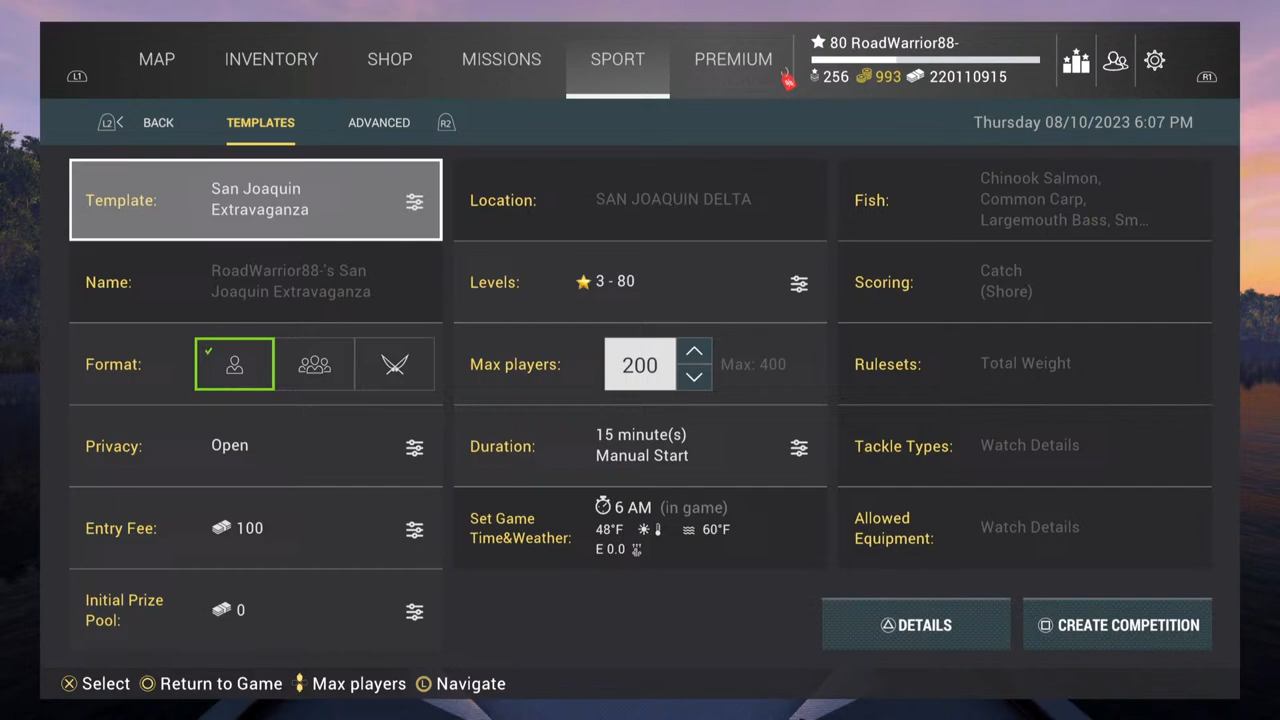 MAP INVENTORY SHOP MISSIONS SPORT PREMIUM
80 RoadWarrior88-
256 993 220110915
L1
R1
L2 BACK TEMPLATES ADVANCED R2
Thursday 08/10/2023 6:07 PM
Template: San Joaquin
Extravaganza
Name: RoadWarrior88-'s San
Joaquin Extravaganza
Format:
Privacy: Open
Entry Fee: 100
Initial Prize
Pool: 0
Location: SAN JOAQUIN DELTA
Levels: 3 - 80
Max players: 200 Max: 400
Duration: 15 minute(s)
Manual Start
Set Game
Time&Weather:
6 AM (in game)
48°F 60°F
E 0.0
Fish: Chinook Salmon,
Common Carp,
Largemouth Bass, Sm...
Scoring: Catch
(Shore)
Rulesets: Total Weight
Tackle Types: Watch Details
Allowed
Equipment: Watch Details
DETAILS
CREATE COMPETITION
Select Return to Game Max players L Navigate